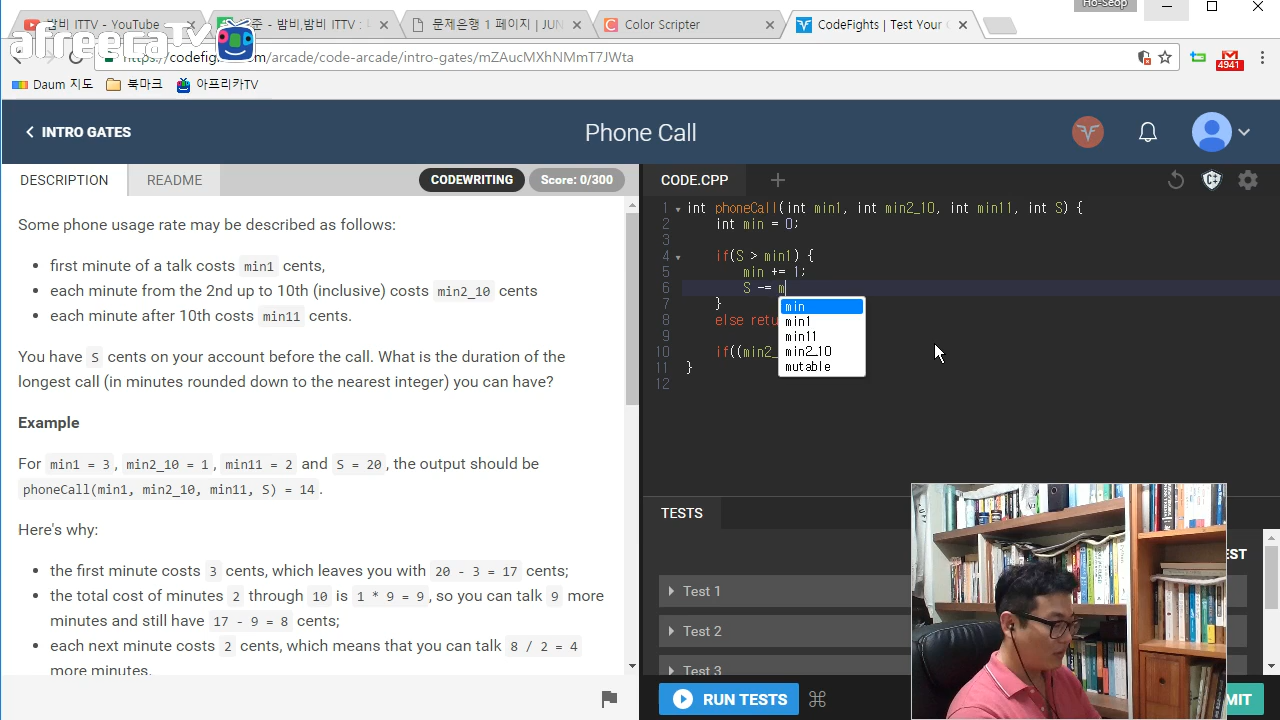 밤비 ITTV - YouTube
준 - 밤비,밤비 ITTV :
문제은행 1 페이지 | JUN
Color Scripter
CodeFights | Test Your
Ho-Seop
afreecaTV
https://codefig
m/arcade/code-arcade/intro-gates/mZAucMXhNMmT7JWta
4941
Daum 지도
북마크
아프리카TV
INTRO GATES
Phone Call
DESCRIPTION
README
CODEWRITING
Score: 0/300
Some phone usage rate may be described as follows:
• first minute of a talk costs min1 cents,
• each minute from the 2nd up to 10th (inclusive) costs min2_10 cents
• each minute after 10th costs min11 cents.
You have S cents on your account before the call. What is the duration of the
longest call (in minutes rounded down to the nearest integer) you can have?
Example
For min1 = 3, min2_10 = 1, min11 = 2 and S = 20, the output should be
phoneCall(min1, min2_10, min11, S) = 14.
Here's why:
• the first minute costs 3 cents, which leaves you with 20 - 3 = 17 cents;
• the total cost of minutes 2 through 10 is 1 * 9 = 9, so you can talk 9 more
minutes and still have 17 - 9 = 8 cents;
• each next minute costs 2 cents, which means that you can talk 8 / 2 = 4
more minutes.
CODE.CPP
1 int phoneCall(int min1, int min2_10, int min11, int S) {
2 int min = 0;
3
4 if(S > min1) {
5 min += 1;
6 S -= m
7 }
8 else retu
9
10 if((min2_
11 }
12
min
min1
min11
min2_10
mutable
TESTS
EST
Test 1
Test 2
Test 3
RUN TESTS
MIT